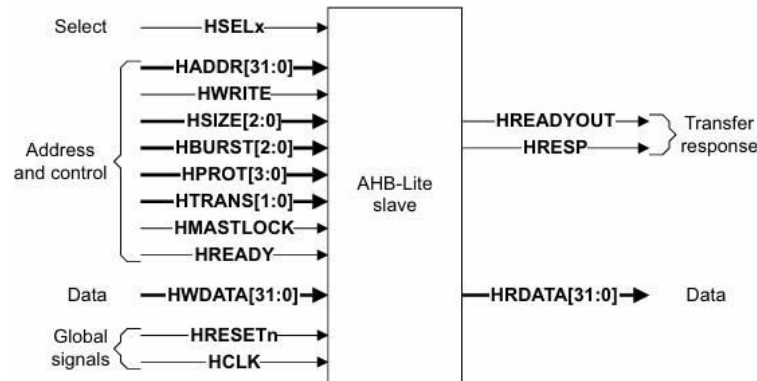 Select
HSELx
HADDR[31:0]
HWRITE
HSIZE[2:0]
HBURST[2:0]
HPROT[3:0]
HTRANS[1:0]
HMASTLOCK
HREADY
Address
and control
Data
HWDATA[31:0]
Global
signals
HRESETn
HCLK
AHB-Lite
slave
HREADYOUT
HRESP
Transfer
response
HRDATA[31:0]
Data